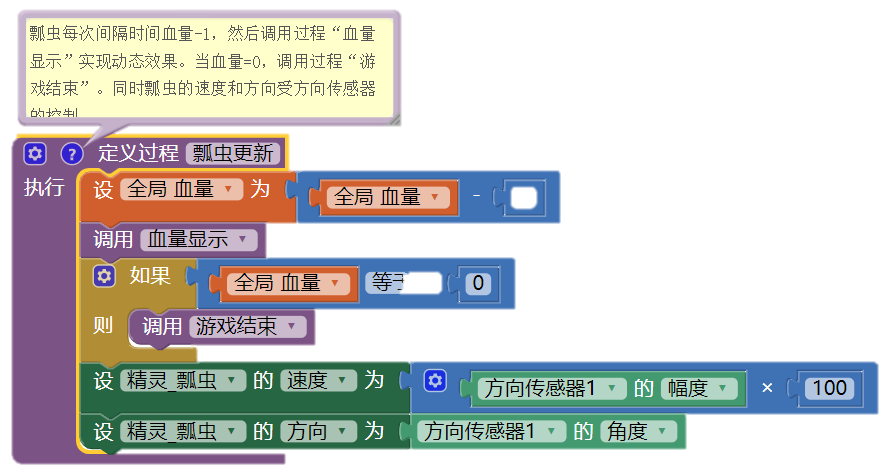 瓢虫每次间隔时间血量-1，然后调用过程“血量
显示”实现动态效果。当血量=0，调用过程“游
戏结束”。同时瓢虫的速度和方向受方向传感器
的控制
? 定义过程 瓢虫更新
执行 设 全局 血量 为 全局 血量 -
调用 血量显示
如果 全局 血量 等于 0
则 调用 游戏结束
设 精灵_瓢虫 的 速度 为 方向传感器1 的 幅度 × 100
设 精灵_瓢虫 的 方向 为 方向传感器1 的 角度